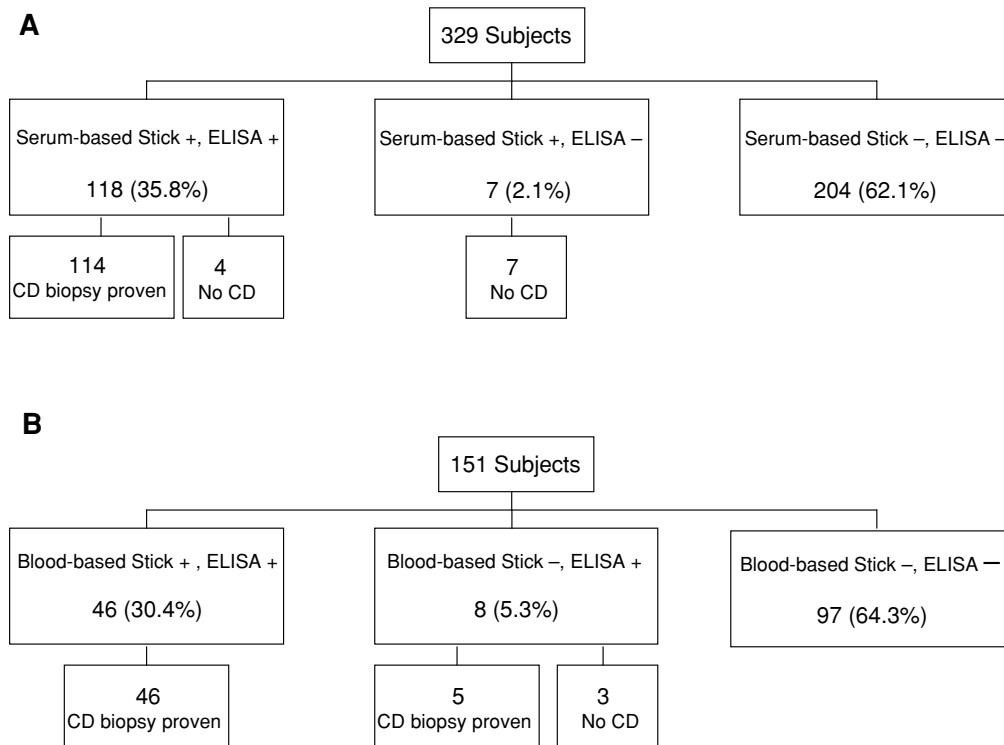 A
329 Subjects
Serum-based Stick +, ELISA +
118 (35.8%)
Serum-based Stick +, ELISA –
7 (2.1%)
Serum-based Stick –, ELISA –
204 (62.1%)
114
CD biopsy proven
4
No CD
7
No CD
B
151 Subjects
Blood-based Stick + , ELISA +
46 (30.4%)
Blood-based Stick –, ELISA +
8 (5.3%)
Blood-based Stick –, ELISA –
97 (64.3%)
46
CD biopsy proven
5
CD biopsy proven
3
No CD